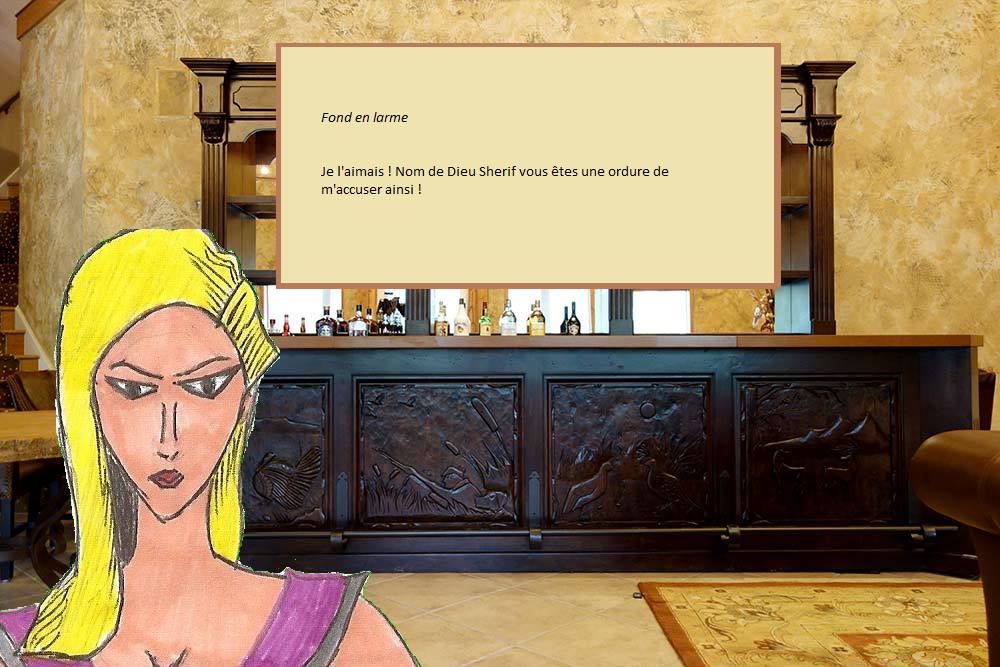 Fond en larme
Je l'aimais ! Nom de Dieu Sherif vous êtes une ordure de
m'accuser ainsi !